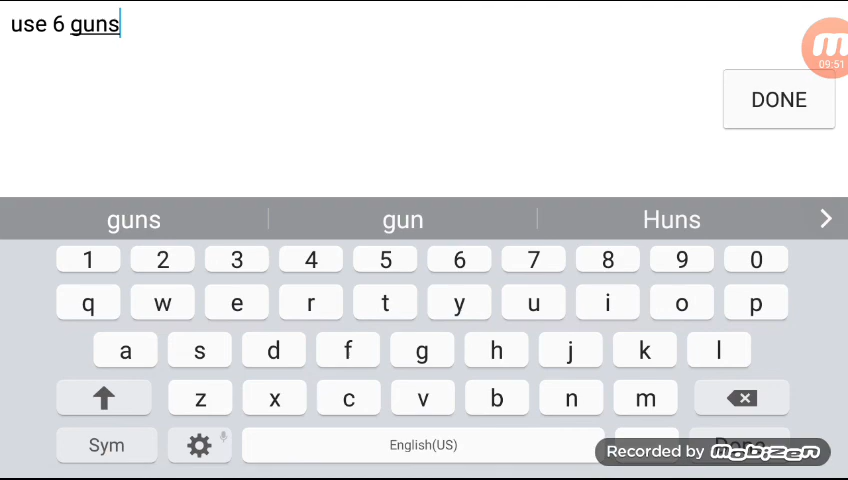 use 6 guns
09:51
DONE
guns gun Huns
1 2 3 4 5 6 7 8 9 0
q w e r t y u i o p
a s d f g h j k l
z x c v b n m
Sym English(US) Done
Recorded by mobizen